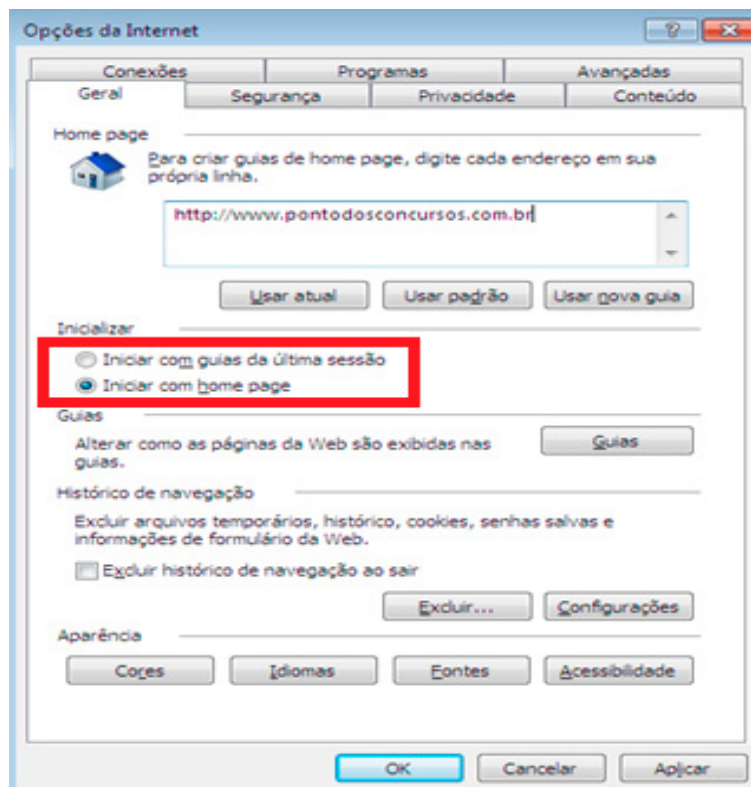 Opções da Internet
Conexões Programas Avançadas
Geral Segurança Privacidade Conteúdo
Home page
Para criar guias de home page, digite cada endereço em sua
própria linha.
http://www.pontodosconcursos.com.br
Usar atual Usar padrão Usar nova guia
Inicializar
Iniciar com guias da última sessão
Iniciar com home page
Guias
Alterar como as páginas da Web são exibidas nas
guias.
Guias
Histórico de navegação
Excluir arquivos temporários, histórico, cookies, senhas salvas e
informações de formulário da Web.
Excluir histórico de navegação ao sair
Excluir... Configurações
Aparência
Cores Idiomas Fontes Acessibilidade
OK Cancelar Aplicar